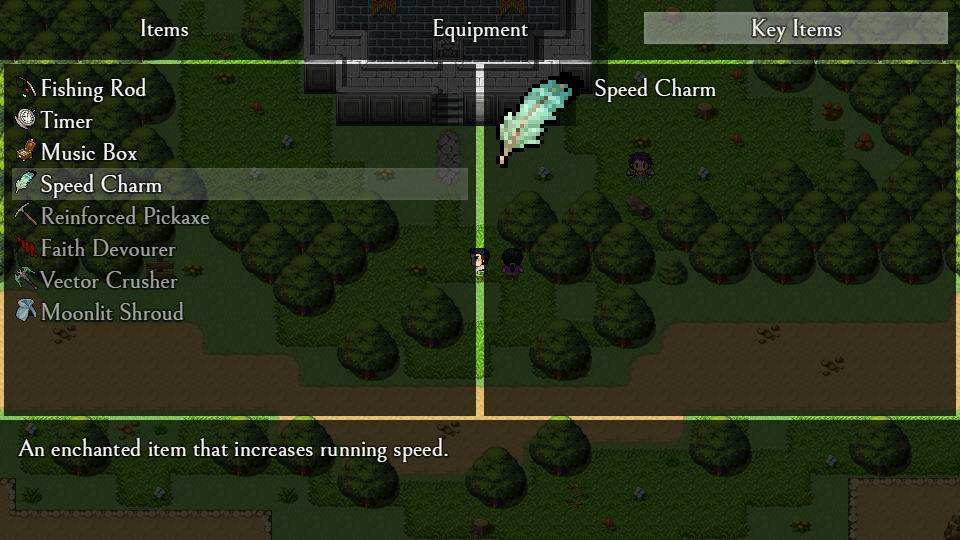 Items
Equipment
Key Items
Fishing Rod
Timer
Music Box
Speed Charm
Reinforced Pickaxe
Faith Devourer
Vector Crusher
Moonlit Shroud
Speed Charm
An enchanted item that increases running speed.